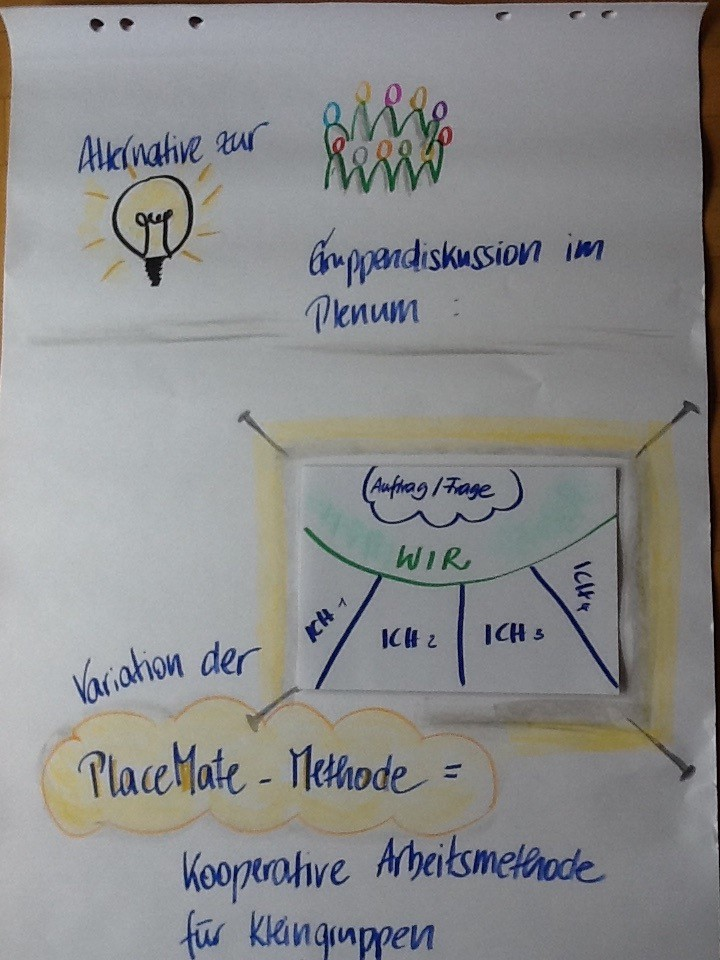 Alternative zur
Gruppendiskussion im
Plenum :
Auftrag / Frage
WIR
ICH 1
ICH 2
ICH 3
ICH 4
Variation der
PlaceMate - Methode =
Kooperative Arbeitsmethode
für Kleingruppen